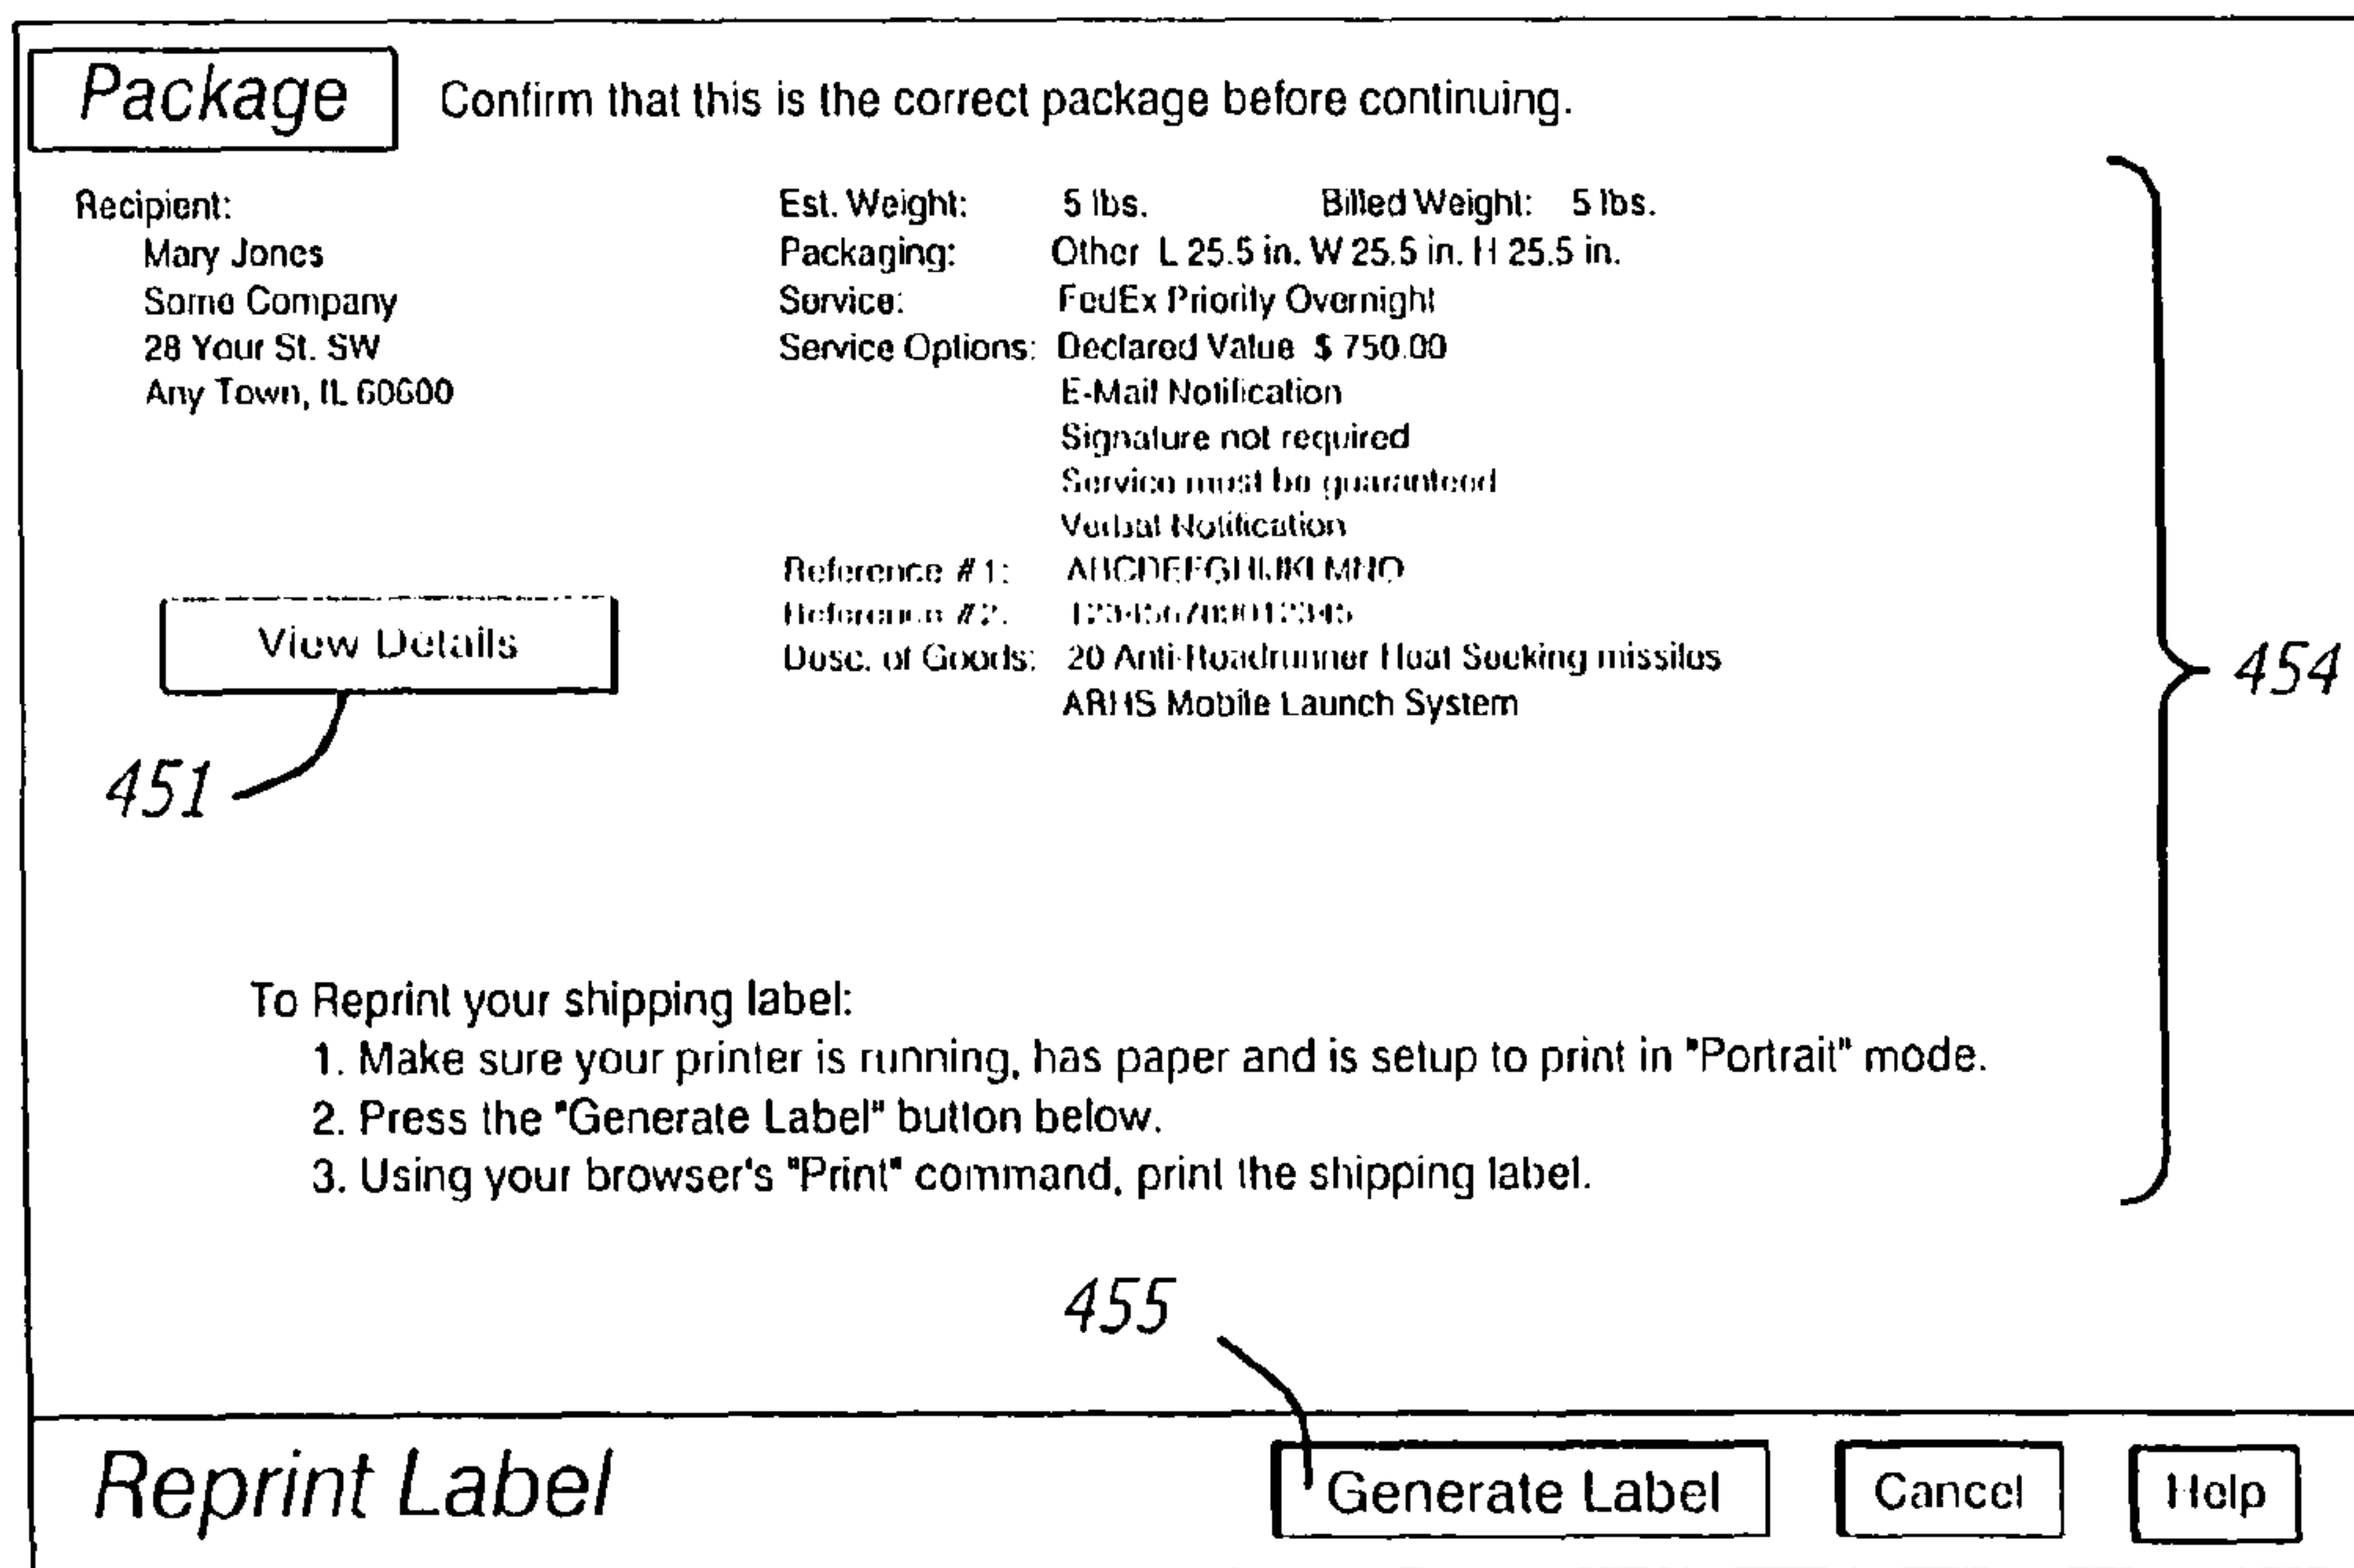 Package
Confirm that this is the correct package before continuing.
Recipient:
Mary Jones
Some Company
28 Your St. SW
Any Town, IL 60600
View Details
451
Est. Weight: 5 lbs. Billed Weight: 5 lbs.
Packaging: Other L 25.5 in. W 25.5 in. H 25.5 in.
Service: FedEx Priority Overnight
Service Options: Declared Value $ 750.00
E-Mail Notification
Signature not required
Service must be guaranteed
Verbal Notification
Reference #1: ABCDEFGHIJKLMNO
Reference #2: 123456789012345
Desc. of Goods: 20 Anti-Roadrunner Heat Seeking missiles
ARHS Mobile Launch System
454
To Reprint your shipping label:
1. Make sure your printer is running, has paper and is setup to print in "Portrait" mode.
2. Press the "Generate Label" button below.
3. Using your browser's "Print" command, print the shipping label.
455
Reprint Label
Generate Label
Cancel
Help